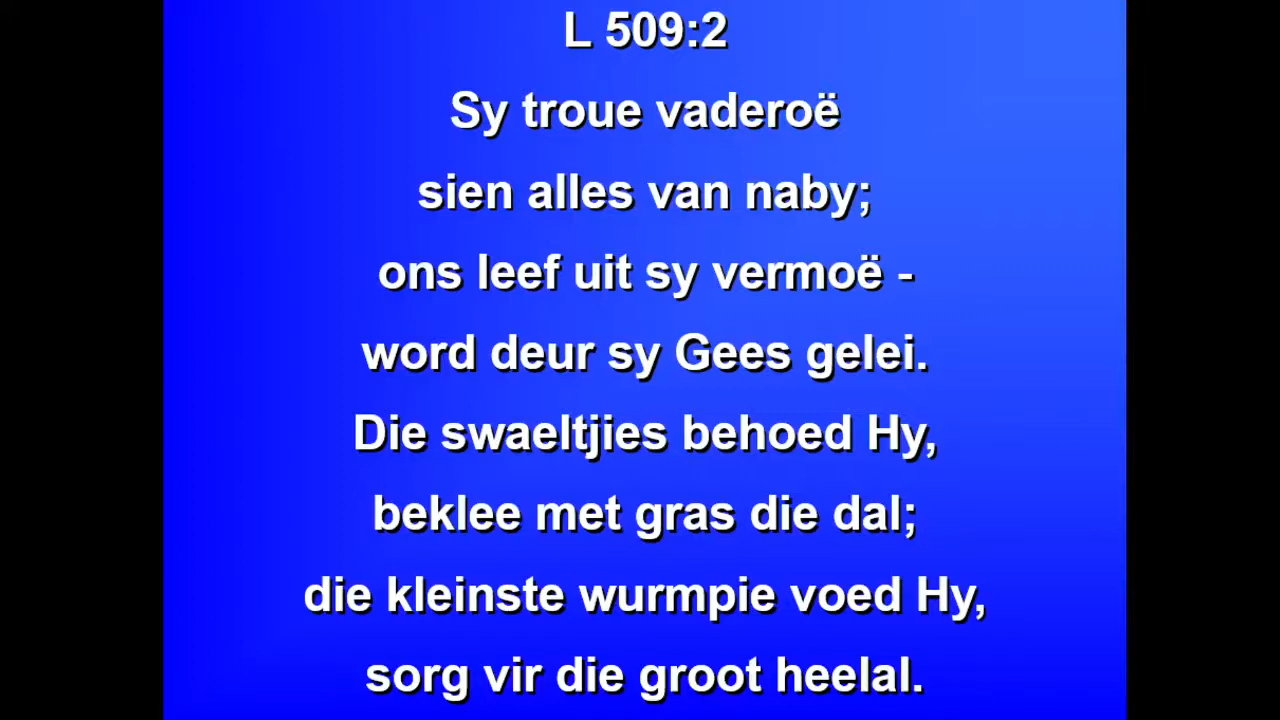 L 509:2
Sy troue vaderoë
sien alles van naby;
ons leef uit sy vermoë -
word deur sy Gees gelei.
Die swaeltjies behoed Hy,
beklee met gras die dal;
die kleinste wurmpie voed Hy,
sorg vir die groot heelal.